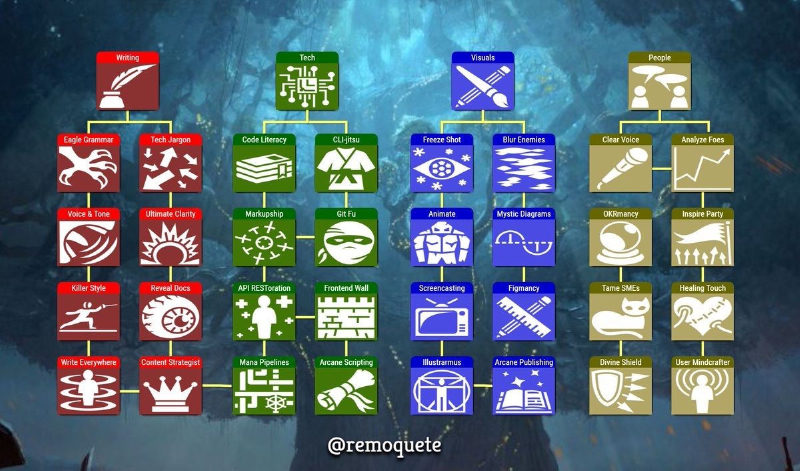 Writing
Tech
Visuals
People
Eagle Grammar
Tech Jargon
Code Literacy
CLI-jitsu
Freeze Shot
Blur Enemies
Clear Voice
Analyze Foes
Voice & Tone
Ultimate Clarity
Markupship
Git Fu
Animate
Mystic Diagrams
OKRmancy
Inspire Party
Killer Style
Reveal Docs
API RESToration
Frontend Wall
Screencasting
Figmancy
Tame SMEs
Healing Touch
Write Everywhere
Content Strategist
Mana Pipelines
Arcane Scripting
Illustrarmus
Arcane Publishing
Divine Shield
User Mindcrafter
@remoquete